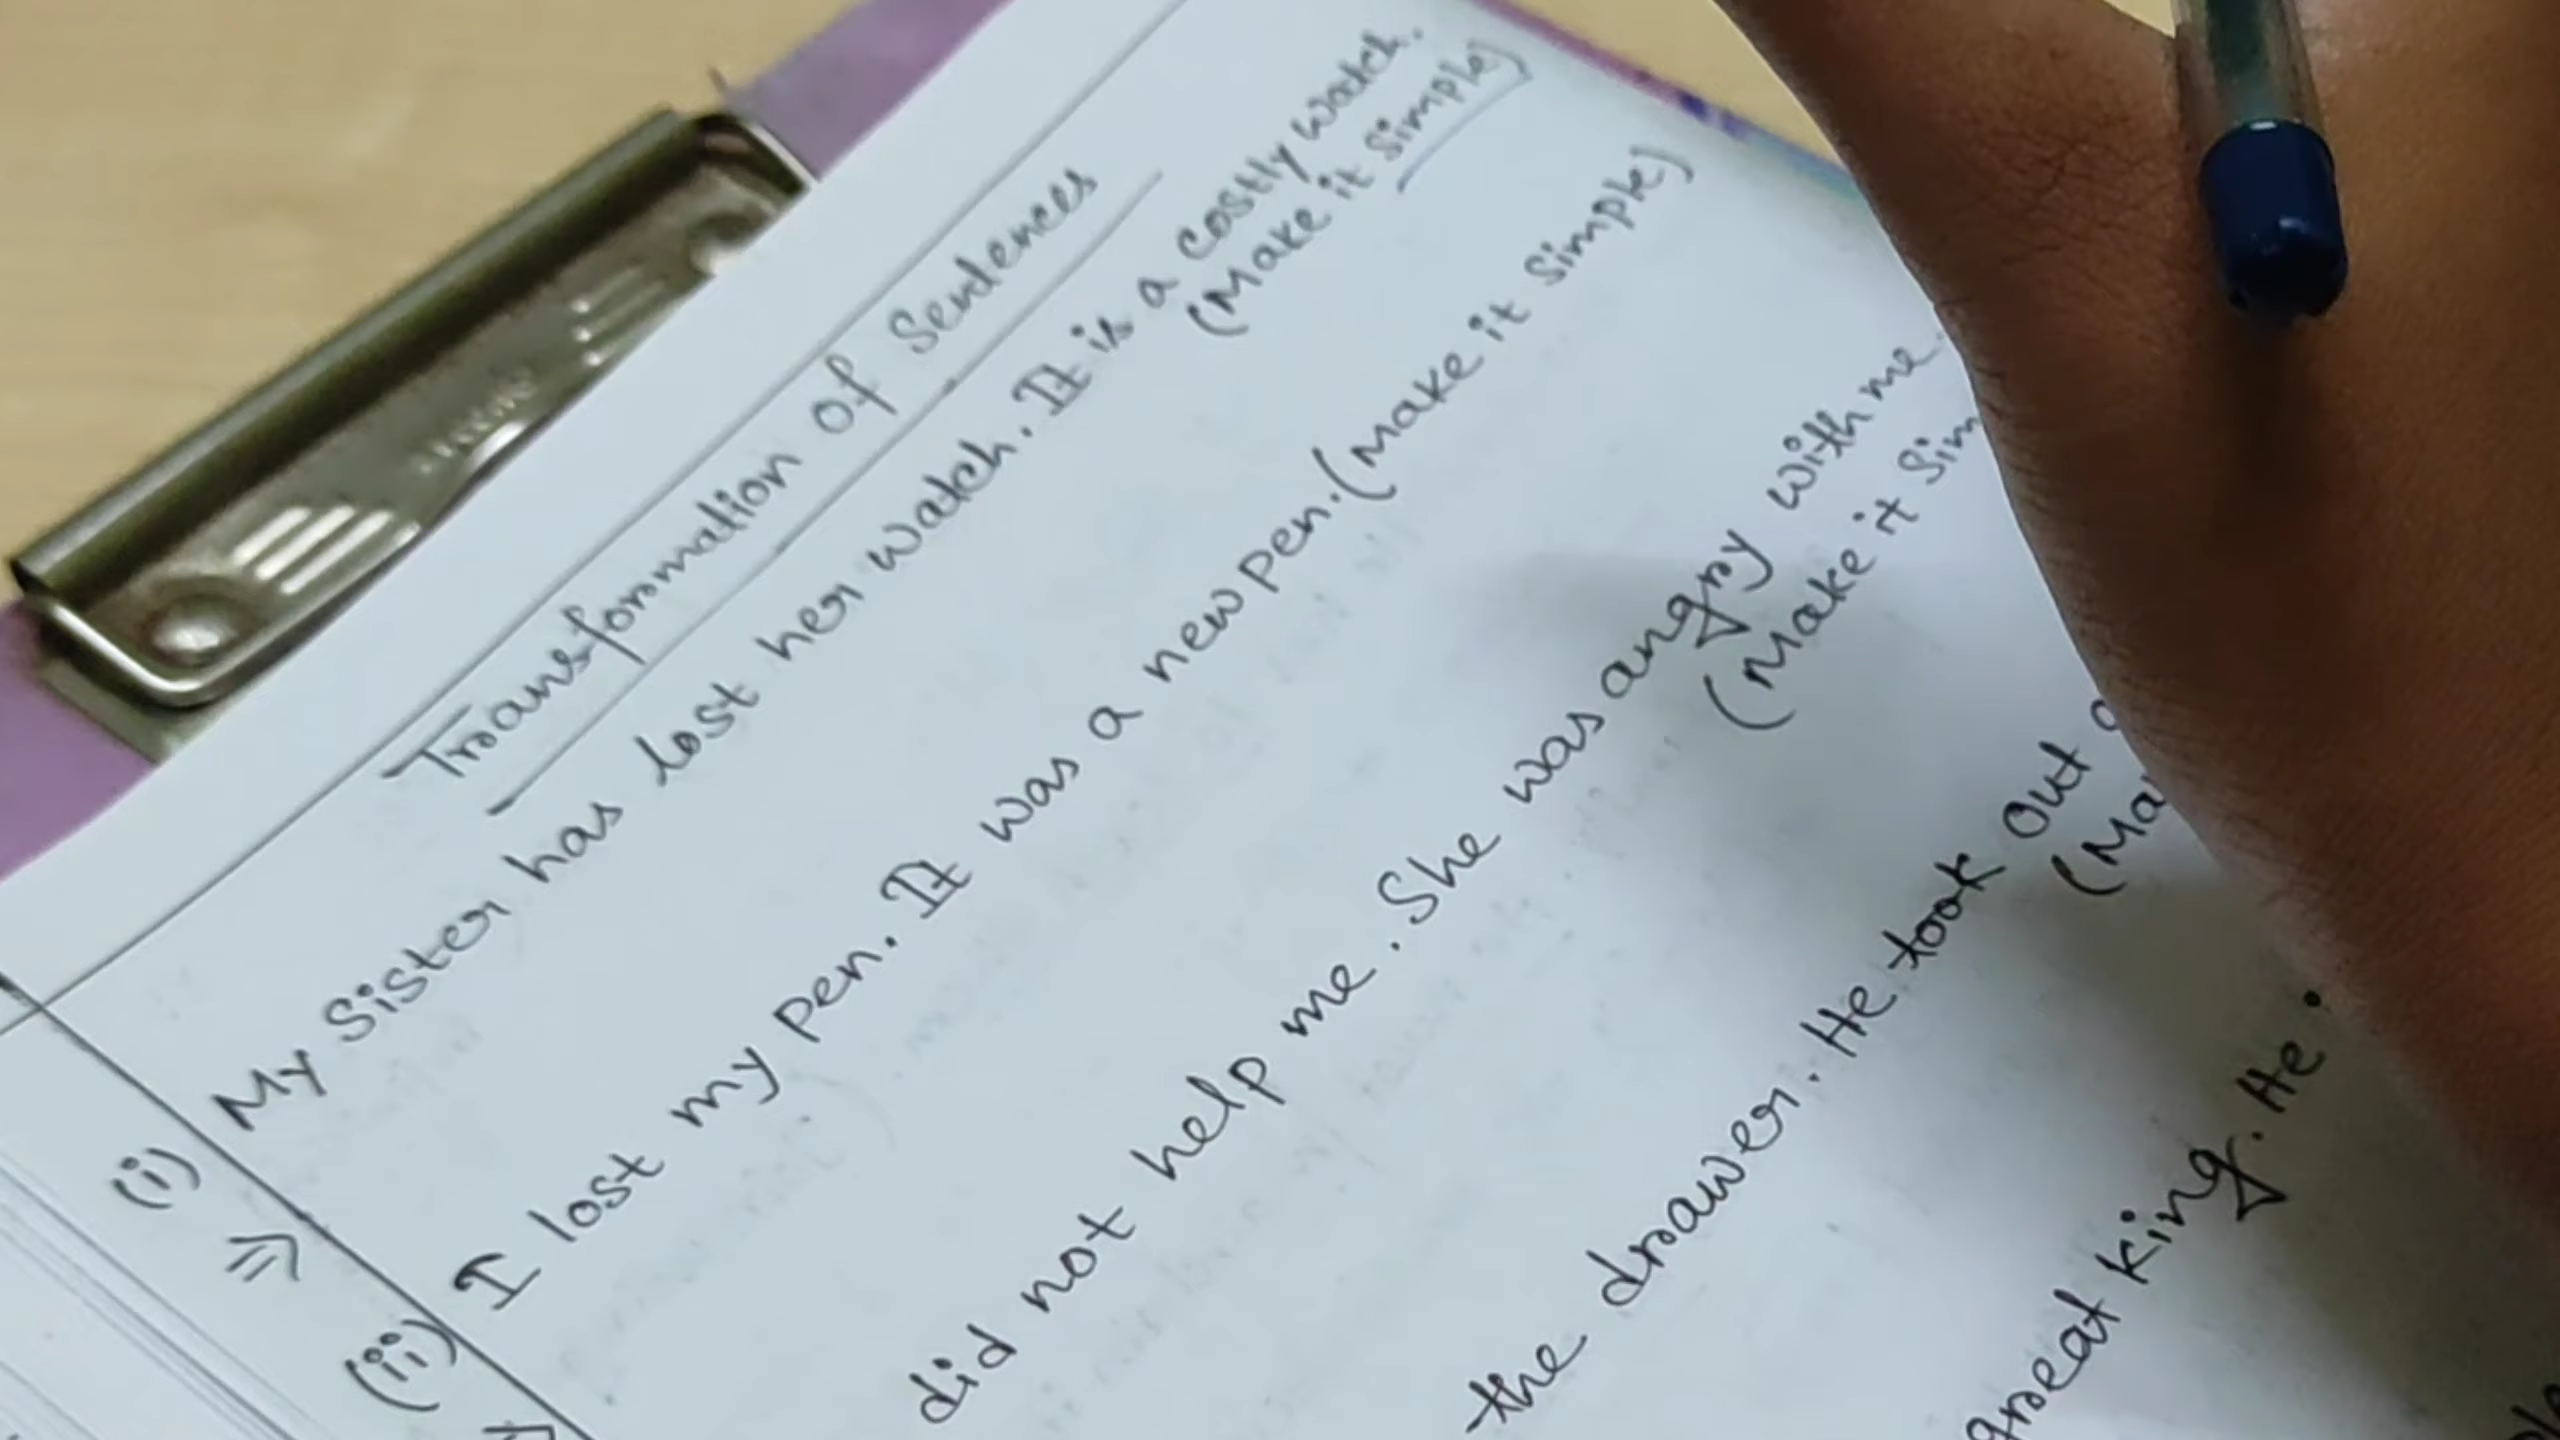 Transformation of Sentences
(i) My Sister has lost her watch. It is a costly watch.
(Make it Simple)
⇒
(ii) I lost my pen. It was a new pen. (Make it Simple)
did not help me. She was angry with me.
(Make it Sim
the drawer. He took out
(Ma
great king. He